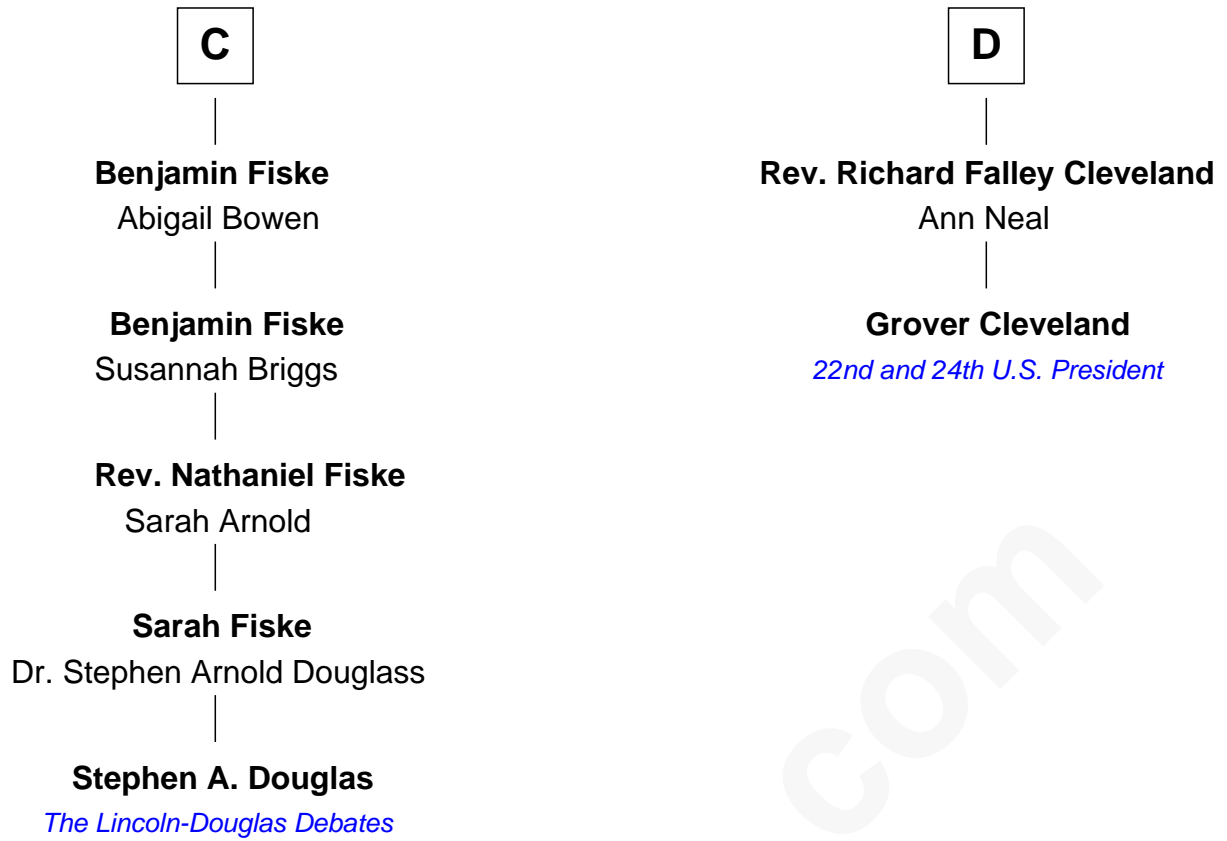 C
Benjamin Fiske
Abigail Bowen
Benjamin Fiske
Susannah Briggs
Rev. Nathaniel Fiske
Sarah Arnold
Sarah Fiske
Dr. Stephen Arnold Douglass
Stephen A. Douglas
The Lincoln-Douglas Debates
D
Rev. Richard Falley Cleveland
Ann Neal
Grover Cleveland
22nd and 24th U.S. President
com